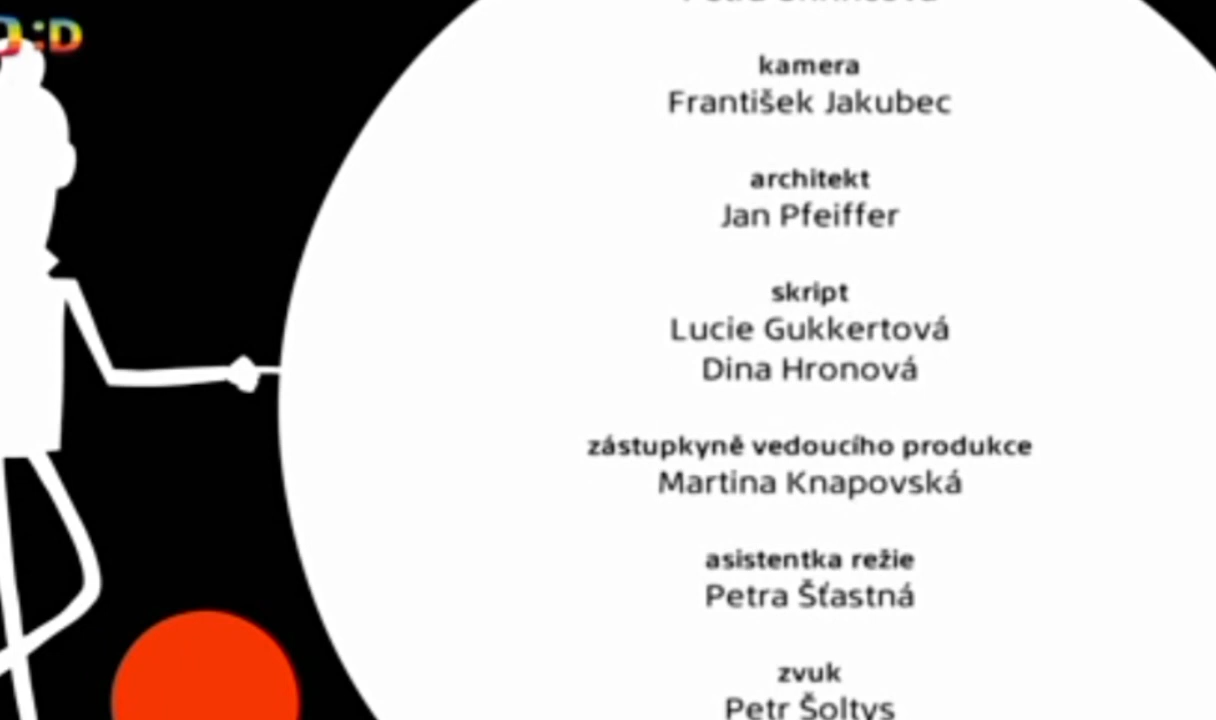 :D
kamera
František Jakubec
architekt
Jan Pfeiffer
skript
Lucie Gukkertová
Dina Hronová
zástupkyně vedoucího produkce
Martina Knapovská
asistentka režie
Petra Šťastná
zvuk
Petr Šoltys